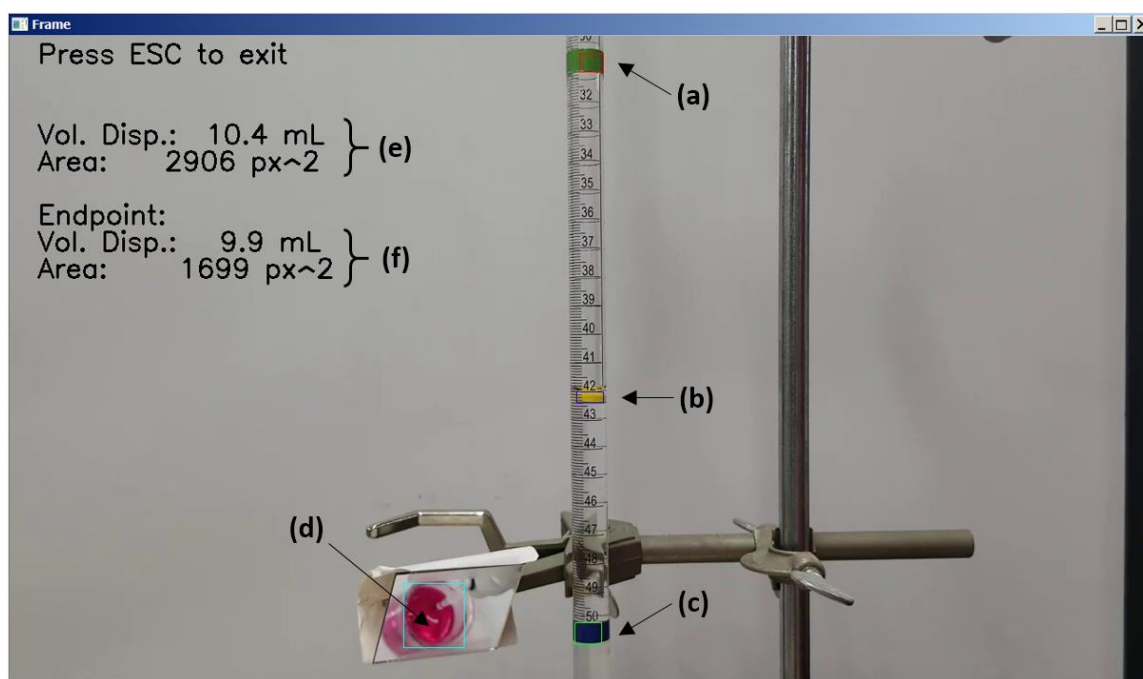 Frame
Press ESC to exit
(a)
32
Vol. Disp.: 10.4 mL
Area: 2906 px^2
(e)
33
34
35
Endpoint:
Vol. Disp.: 9.9 mL
Area: 1699 px^2
(f)
36
37
38
39
40
41
42
(b)
43
44
45
46
(d)
47
48
49
50
(c)